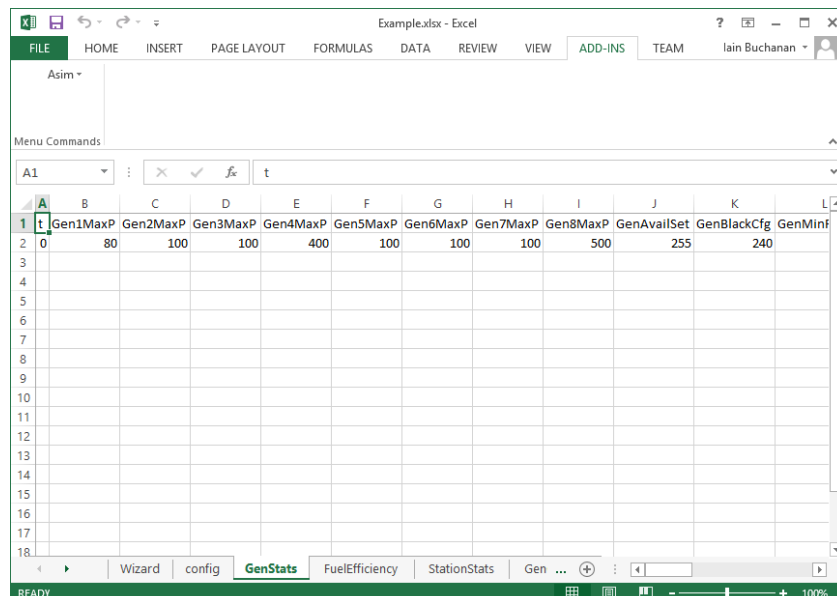 Example.xlsx - Excel
FILE HOME INSERT PAGE LAYOUT FORMULAS DATA REVIEW VIEW ADD-INS TEAM Iain Buchanan
Asim
Menu Commands
A1 fx t
A B C D E F G H I J K L
1 t Gen1MaxP Gen2MaxP Gen3MaxP Gen4MaxP Gen5MaxP Gen6MaxP Gen7MaxP Gen8MaxP GenAvailSet GenBlackCfg
2 0 80 100 100 400 100 100 100 500 255 240
3
4
5
6
7
8
9
10
11
12
13
14
15
16
17
18
Wizard config GenStats FuelEfficiency StationStats Gen ...
READY 100%